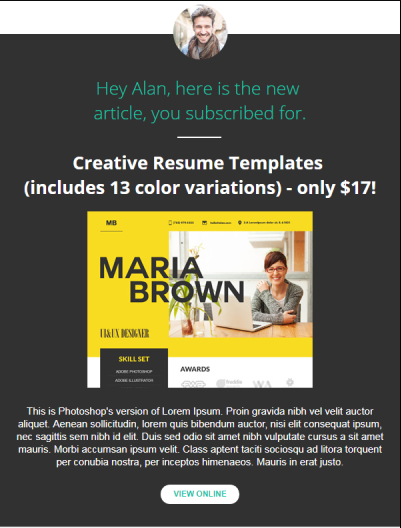 Hey Alan, here is the new
article, you subscribed for.
Creative Resume Templates
(includes 13 color variations) - only $17!
MB
MARIA
BROWN
UI&UX DESIGNER
SKILL SET
ADOBE PHOTOSHOP
ADOBE ILLUSTRATOR
AWARDS
This is Photoshop's version of Lorem Ipsum. Proin gravida nibh vel velit auctor
aliquet. Aenean sollicitudin, lorem quis bibendum auctor, nisi elit consequat ipsum,
nec sagittis sem nibh id elit. Duis sed odio sit amet nibh vulputate cursus a sit amet
mauris. Morbi accumsan ipsum velit. Class aptent taciti sociosqu ad litora torquent
per conubia nostra, per inceptos himenaeos. Mauris in erat justo.
VIEW ONLINE